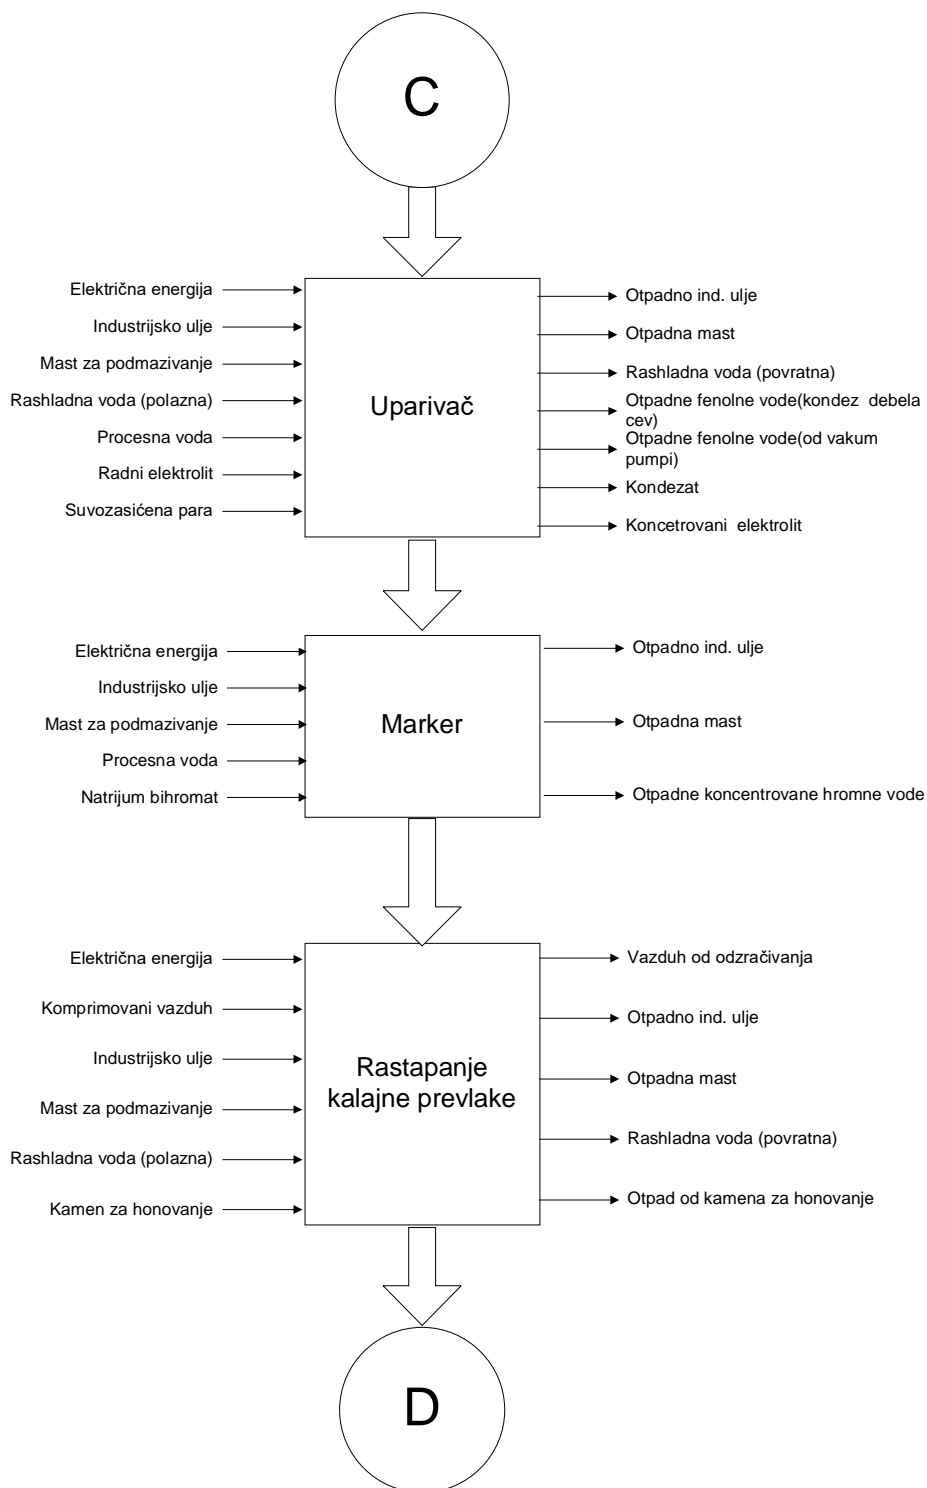 C
Električna energija
Industrijsko ulje
Mast za podmazivanje
Rashladna voda (polazna)
Procesna voda
Radni elektrolit
Suvozasićena para
Uparivač
Otpadno ind. ulje
Otpadna mast
Rashladna voda (povratna)
Otpadne fenolne vode(kondez  debela
cev)
Otpadne fenolne vode(od vakum
pumpi)
Kondezat
Koncetrovani  elektrolit
Električna energija
Industrijsko ulje
Mast za podmazivanje
Procesna voda
Natrijum bihromat
Marker
Otpadno ind. ulje
Otpadna mast
Otpadne koncentrovane hromne vode
Električna energija
Komprimovani vazduh
Industrijsko ulje
Mast za podmazivanje
Rashladna voda (polazna)
Kamen za honovanje
Rastapanje
kalajne prevlake
Vazduh od odzračivanja
Otpadno ind. ulje
Otpadna mast
Rashladna voda (povratna)
Otpad od kamena za honovanje
D